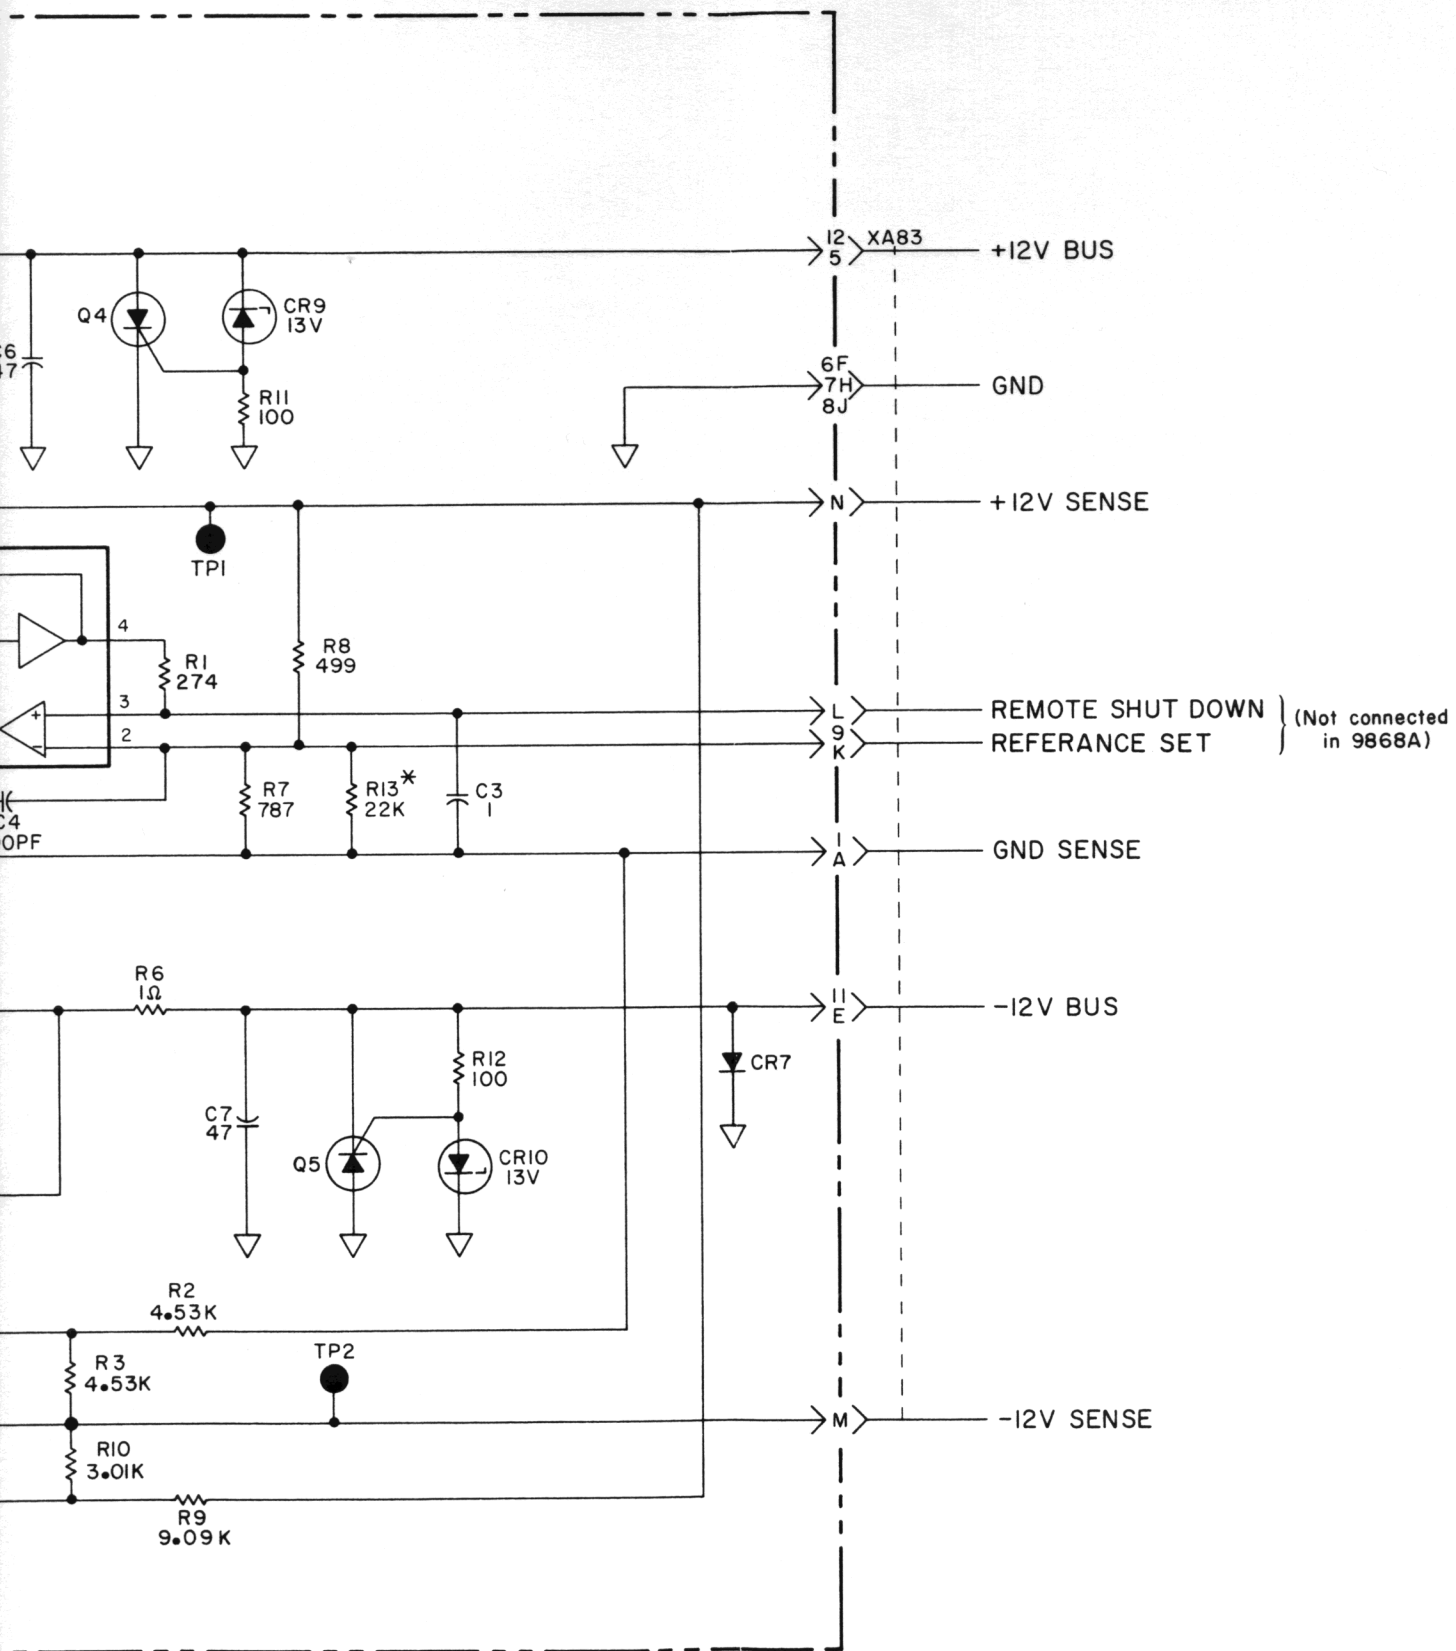 12 XA83
5
+12V BUS
Q4
CR9
13V
R11
100
6F
7H
8J
GND
N
+12V SENSE
TP1
4
R1
274
R8
499
3
+
L
REMOTE SHUT DOWN
(Not connected
in 9868A)
2
−
9
K
REFERANCE SET
R7
787
R13*
22K
C3
1
C4
0PF
1
A
GND SENSE
R6
1Ω
11
E
-12V BUS
R12
100
CR7
C7
47
Q5
CR10
13V
R2
4.53K
R3
4.53K
TP2
M
-12V SENSE
R10
3.01K
R9
9.09K